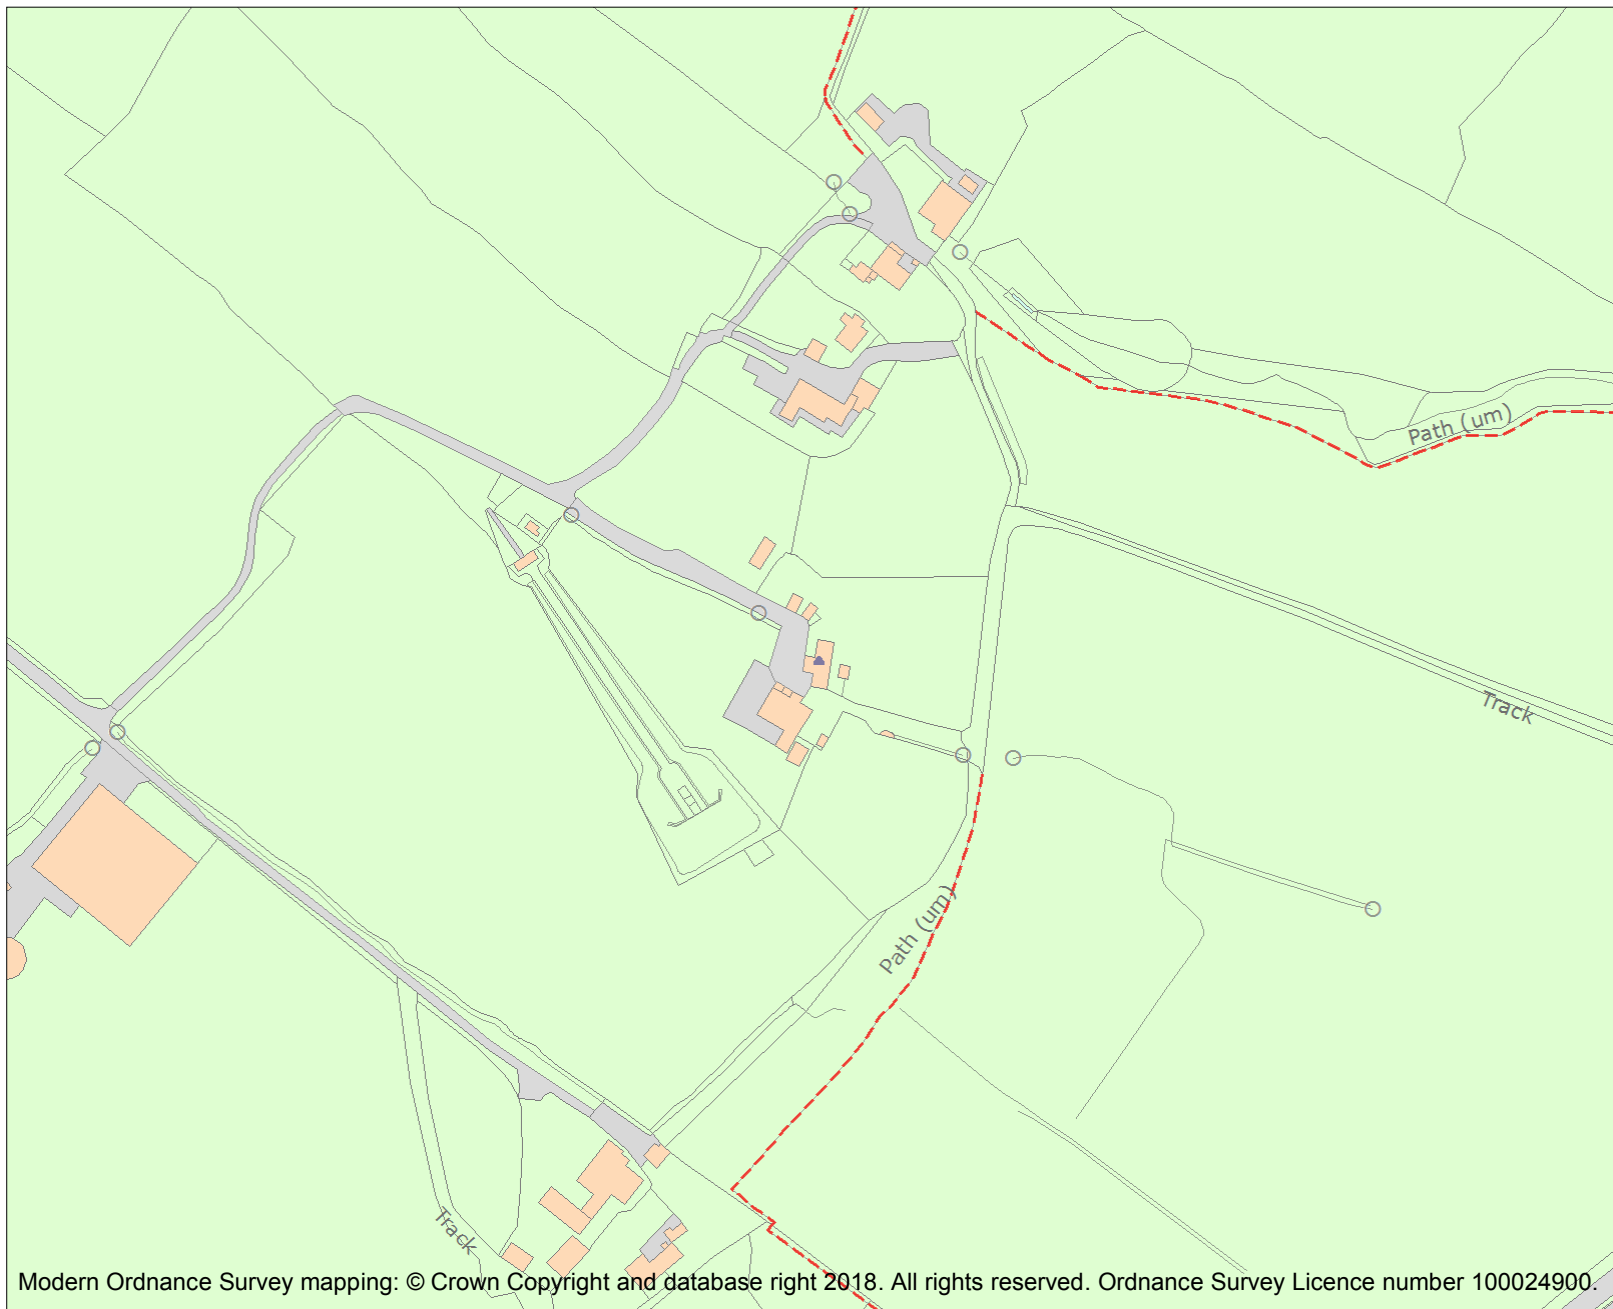 Path (um)
Track
Path (um)
Track
Modern Ordnance Survey mapping: © Crown Copyright and database right 2018. All rights reserved. Ordnance Survey Licence number 100024900.